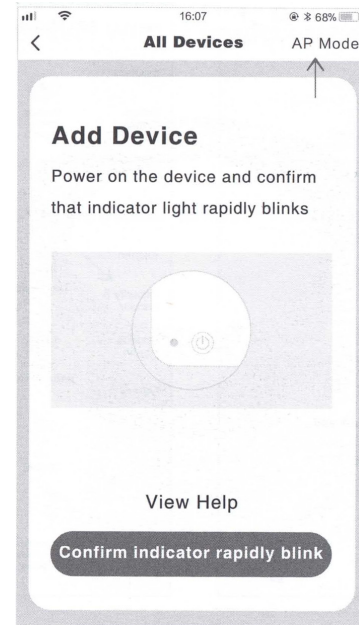 16:07
68%
All Devices
AP Mode
Add Device
Power on the device and confirm
that indicator light rapidly blinks
View Help
Confirm indicator rapidly blink